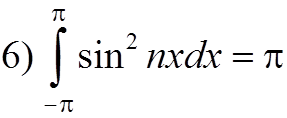 6) ∫_{-π}^{π} sin² nxdx = π